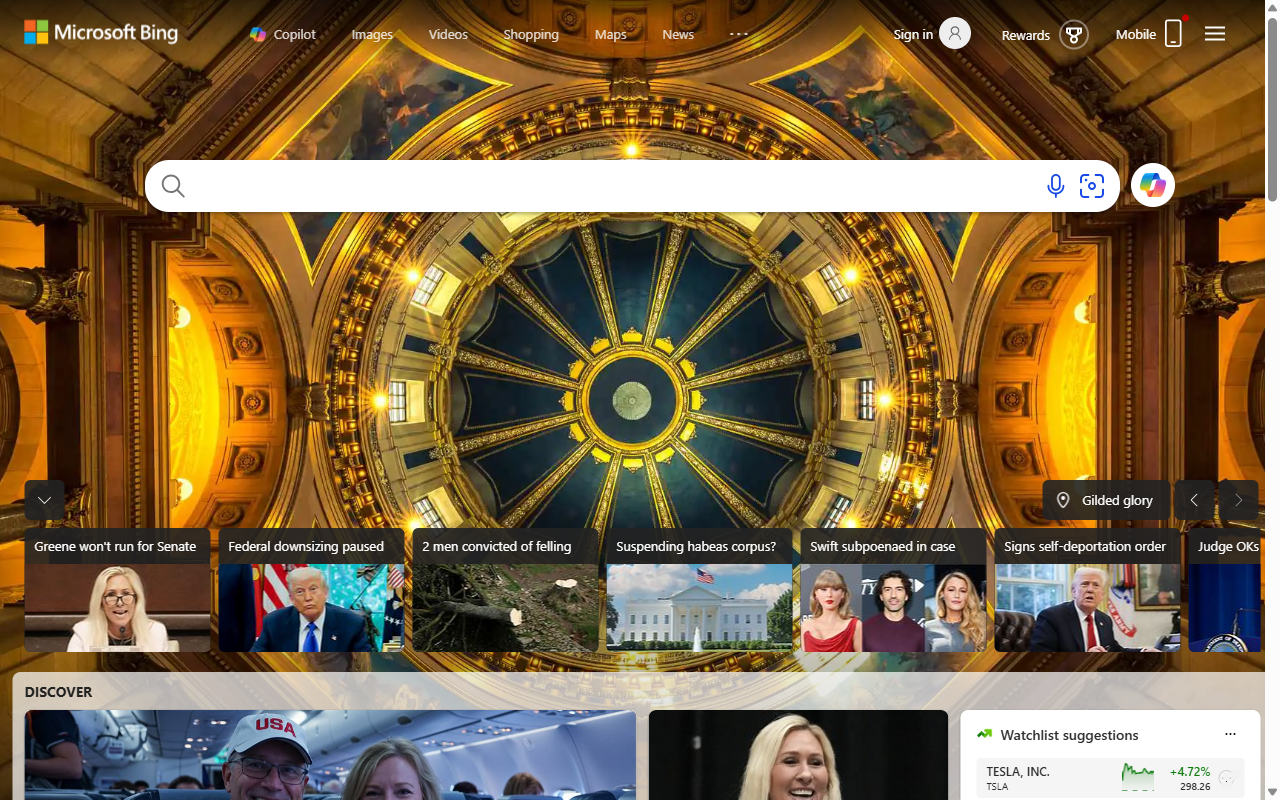 Microsoft Bing
Copilot
Images
Videos
Shopping
Maps
News
Sign in
Rewards
Mobile
Gilded glory
Greene won't run for Senate
Federal downsizing paused
2 men convicted of felling
Suspending habeas corpus?
Swift subpoenaed in case
Signs self-deportation order
Judge OKs
DISCOVER
USA
Watchlist suggestions
TESLA, INC.
+4.72%
TSLA
298.26